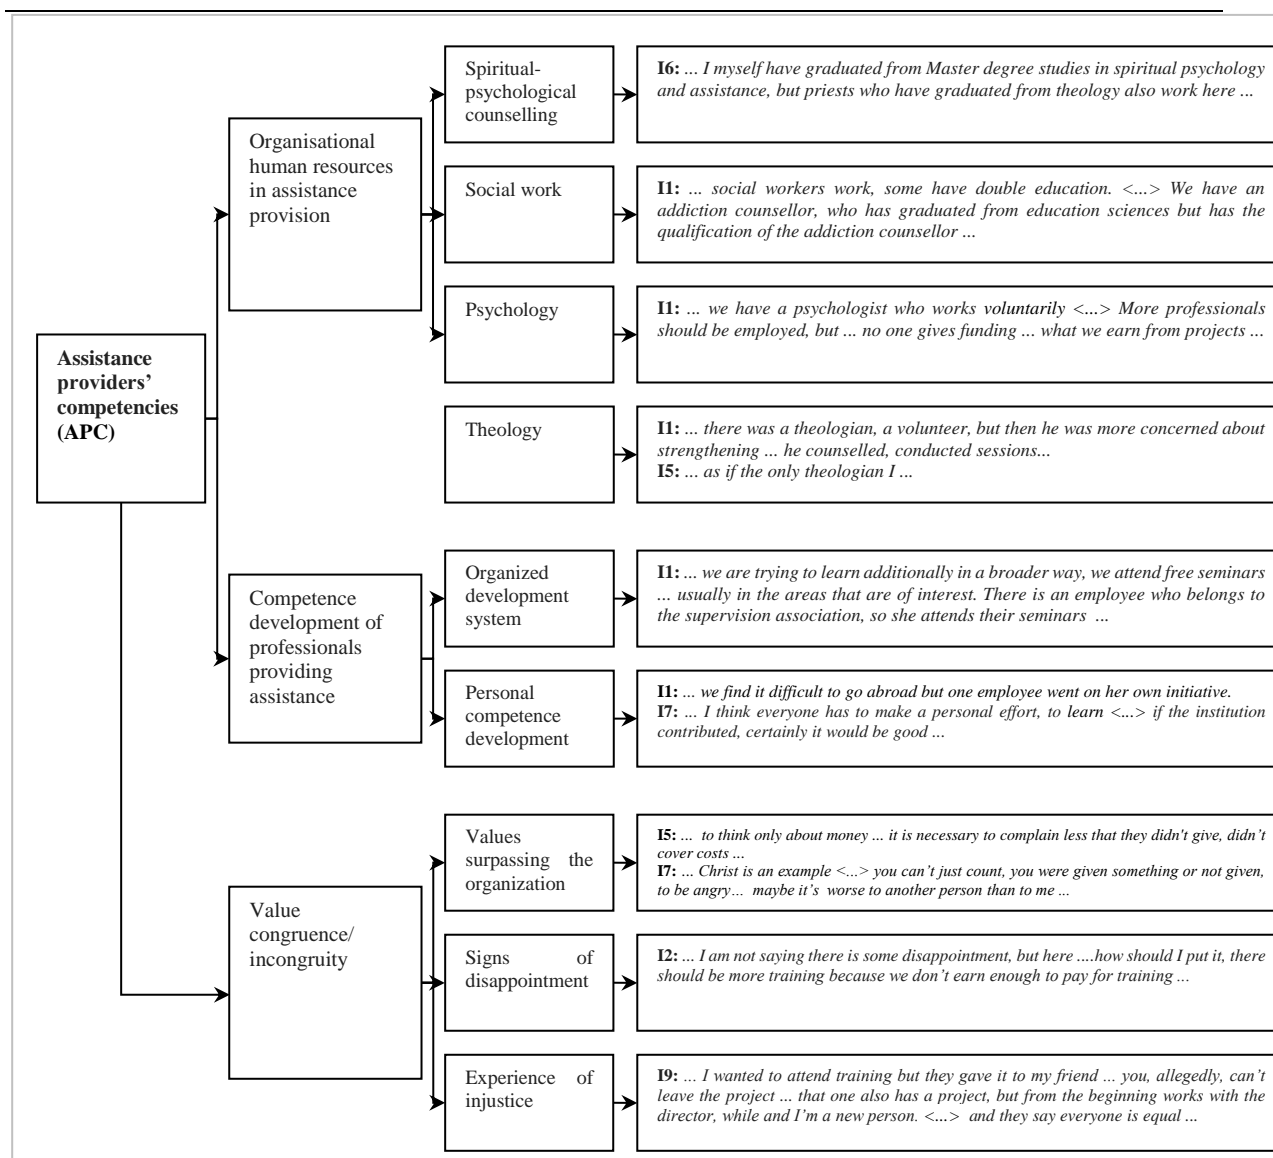 Assistance
providers’
competencies
(APC)
Organisational
human resources
in assistance
provision
Spiritual-
psychological
counselling
I6: ... I myself have graduated from Master degree studies in spiritual psychology
and assistance, but priests who have graduated from theology also work here ...
Social work
I1: ... social workers work, some have double education. <...> We have an
addiction counsellor, who has graduated from education sciences but has the
qualification of the addiction counsellor ...
Psychology
I1: ... we have a psychologist who works voluntarily <...> More professionals
should be employed, but ... no one gives funding ... what we earn from projects ...
Theology
I1: ... there was a theologian, a volunteer, but then he was more concerned about
strengthening ... he counselled, conducted sessions...
I5: ... as if the only theologian I ...
Competence
development of
professionals
providing
assistance
Organized
development
system
I1: ... we are trying to learn additionally in a broader way, we attend free seminars
... usually in the areas that are of interest. There is an employee who belongs to
the supervision association, so she attends their seminars ...
Personal
competence
development
I1: ... we find it difficult to go abroad but one employee went on her own initiative.
I7: ... I think everyone has to make a personal effort, to learn <...> if the institution
contributed, certainly it would be good ...
Value
congruence/
incongruity
Values
surpassing the
organization
I5: ... to think only about money ... it is necessary to complain less that they didn't give, didn’t
cover costs ...
I7: ... Christ is an example <...> you can’t just count, you were given something or not given,
to be angry... maybe it’s worse to another person than to me ...
Signs of
disappointment
I2: ... I am not saying there is some disappointment, but here ....how should I put it, there
should be more training because we don’t earn enough to pay for training ...
Experience of
injustice
I9: ... I wanted to attend training but they gave it to my friend ... you, allegedly, can’t
leave the project ... that one also has a project, but from the beginning works with the
director, while and I’m a new person. <...> and they say everyone is equal ...